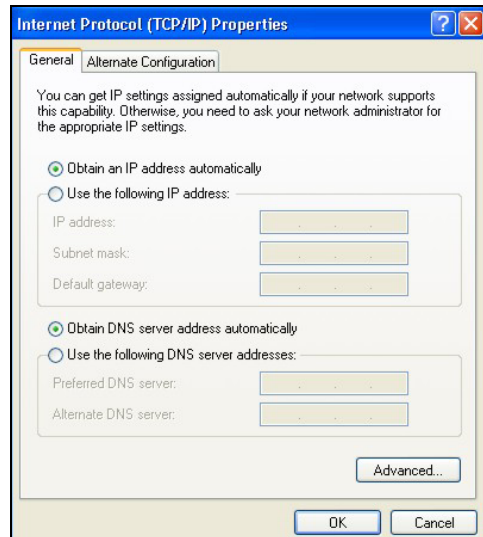 Internet Protocol (TCP/IP) Properties
General
Alternate Configuration
You can get IP settings assigned automatically if your network supports
this capability. Otherwise, you need to ask your network administrator for
the appropriate IP settings.
Obtain an IP address automatically
Use the following IP address:
IP address:
Subnet mask:
Default gateway:
Obtain DNS server address automatically
Use the following DNS server addresses:
Preferred DNS server:
Alternate DNS server:
Advanced...
OK
Cancel